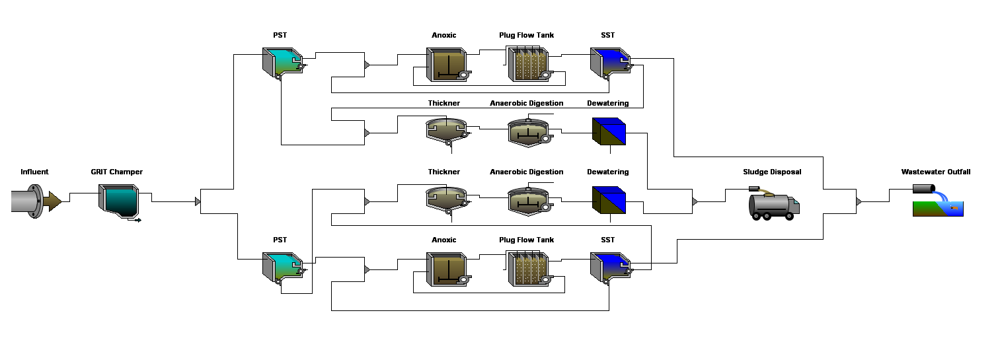 PST Anoxic Plug Flow Tank SST
Thickner Anaerobic Digestion Dewatering
Influent GRIT Champer Thickner Anaerobic Digestion Dewatering Sludge Disposal Wastewater Outfall
PST Anoxic Plug Flow Tank SST